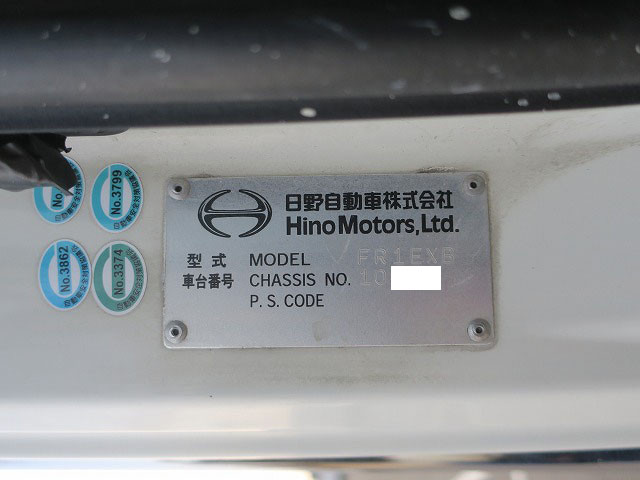 日野自動車株式会社
Hino Motors, Ltd.
型式 MODEL FR1EXB
車台番号 CHASSIS NO. 10
P. S. CODE
No.3799
No.3862
No.3374